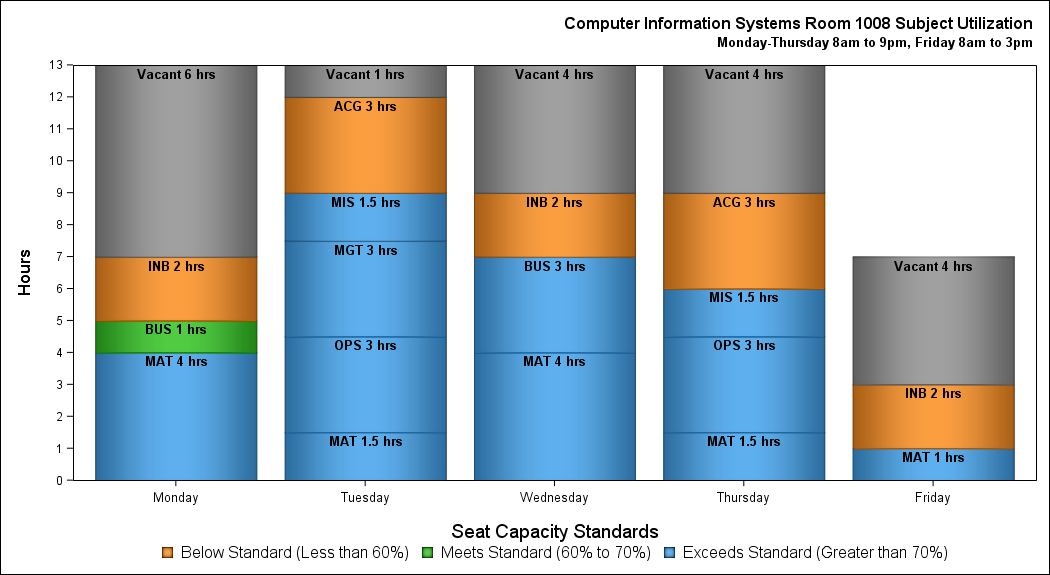 Computer Information Systems Room 1008 Subject Utilization
Monday-Thursday 8am to 9pm, Friday 8am to 3pm
Hours
13
12
11
10
9
8
7
6
5
4
3
2
1
0
Vacant 6 hrs
INB 2 hrs
BUS 1 hrs
MAT 4 hrs
Vacant 1 hrs
ACG 3 hrs
MIS 1.5 hrs
MGT 3 hrs
OPS 3 hrs
MAT 1.5 hrs
Vacant 4 hrs
INB 2 hrs
BUS 3 hrs
MAT 4 hrs
Vacant 4 hrs
ACG 3 hrs
MIS 1.5 hrs
OPS 3 hrs
MAT 1.5 hrs
Vacant 4 hrs
INB 2 hrs
MAT 1 hrs
Monday Tuesday Wednesday Thursday Friday
Seat Capacity Standards
Below Standard (Less than 60%) Meets Standard (60% to 70%) Exceeds Standard (Greater than 70%)